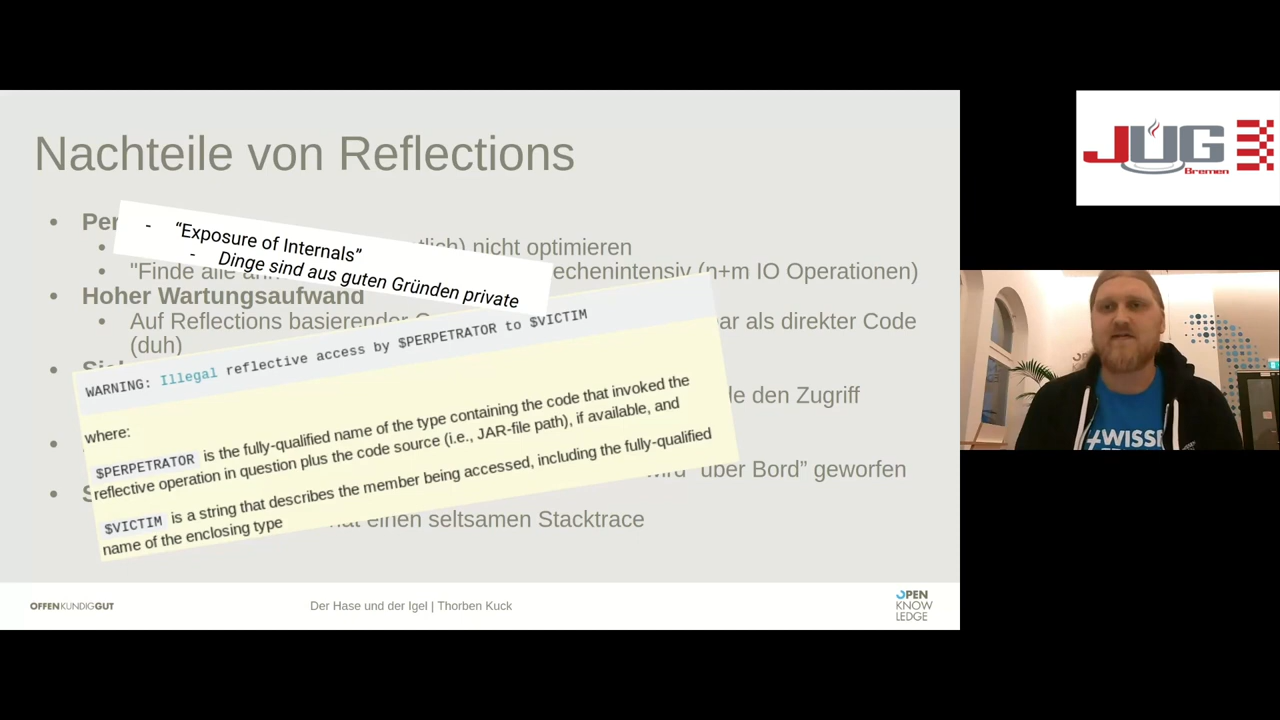 Nachteile von Reflections
“Exposure of Internals”
Dinge sind aus guten Gründen private
nicht optimieren
"Finde alle
(n+m IO Operationen)
Hoher Wartungsaufwand
Auf Reflections basierender
als direkter Code
(duh)
den Zugriff
“über Bord” geworfen
einen seltsamen Stacktrace
WARNING: Illegal reflective access by $PERPETRATOR to $VICTIM
where:
$PERPETRATOR is the fully-qualified name of the type containing the code that invoked the
reflective operation in question plus the code source (i.e., JAR-file path), if available, and
$VICTIM is a string that describes the member being accessed, including the fully-qualified
name of the enclosing type
OFFENKUNDIGGUT
Der Hase und der Igel | Thorben Kuck
OPEN
KNOW
LEDGE
JUG
Bremen
#WISSE